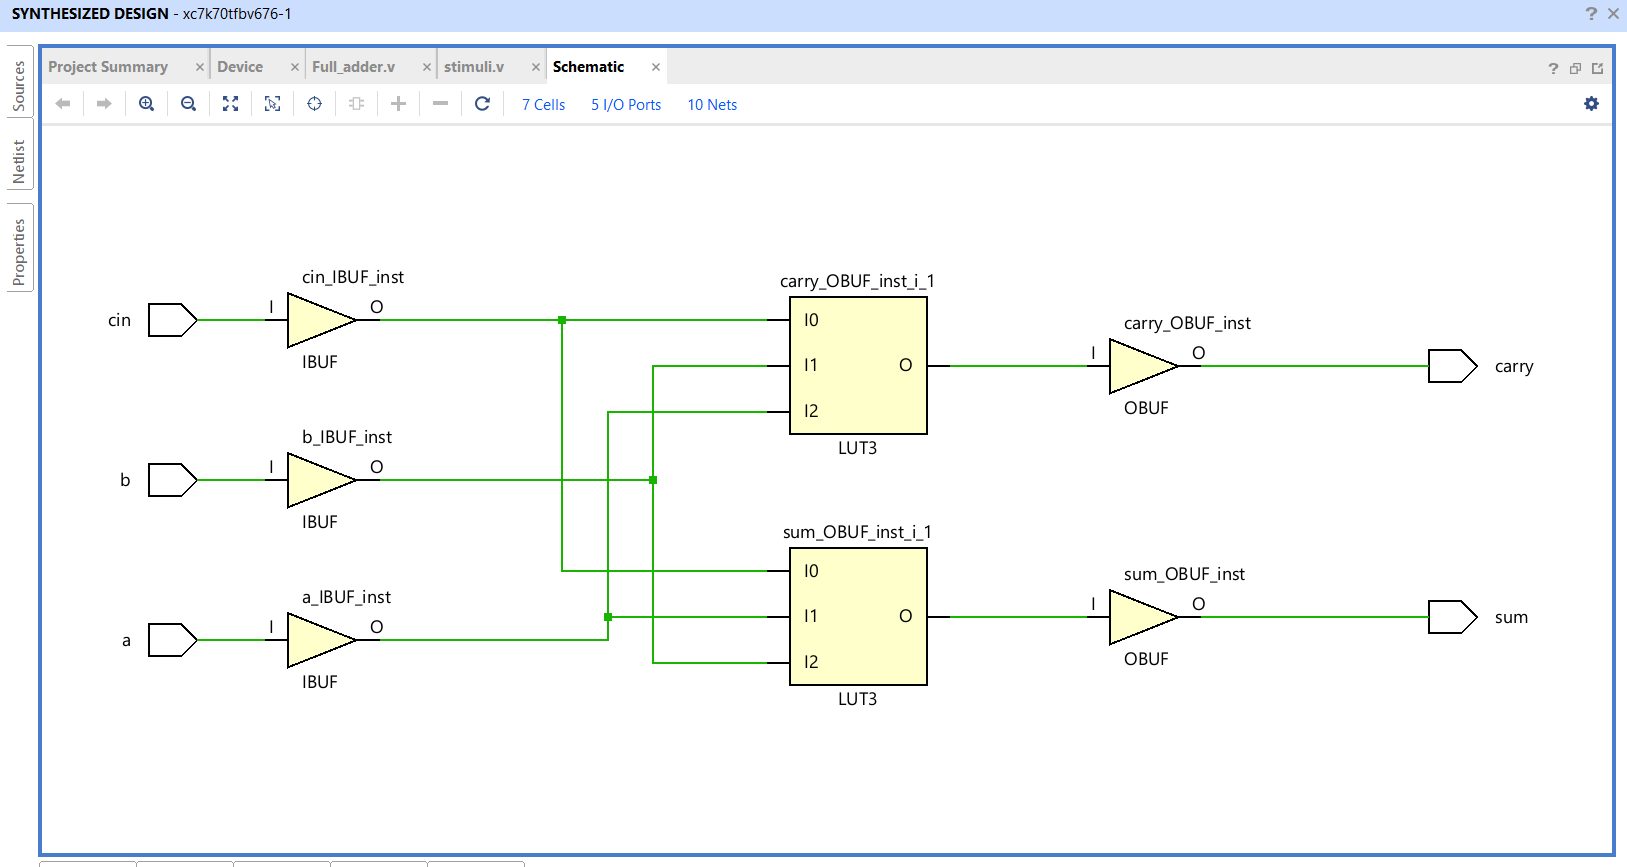 SYNTHESIZED DESIGN - xc7k70tfbv676-1
? ×
Sources
Netlist
Properties
Project Summary × Device × Full_adder.v × stimuli.v × Schematic ×
?
7 Cells 5 I/O Ports 10 Nets
cin_IBUF_inst
cin I O
IBUF
b_IBUF_inst
b I O
IBUF
a_IBUF_inst
a I O
IBUF
carry_OBUF_inst_i_1
I0
I1 O
I2
LUT3
carry_OBUF_inst
I O
carry
OBUF
sum_OBUF_inst_i_1
I0
I1 O
I2
LUT3
sum_OBUF_inst
I O
sum
OBUF